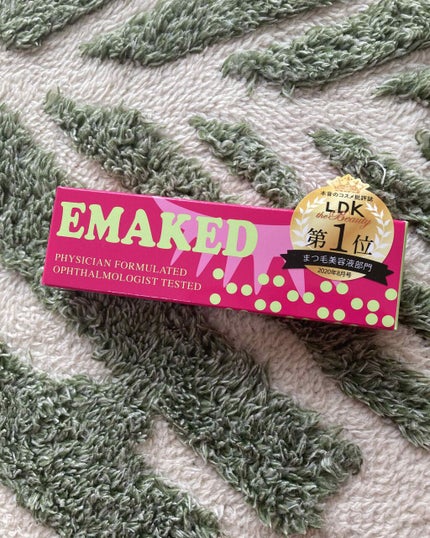 EMAKED
PHYSICIAN FORMULATED
OPHTHALMOLOGIST TESTED
本音のコスメ批評誌
LDK
the Beauty
第1位
まつ毛美容液部門
2020年8月号